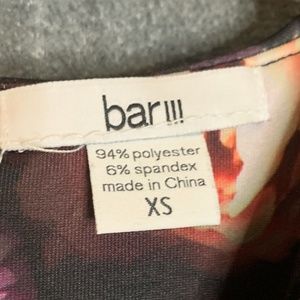 bar III
94% polyester
6% spandex
made in China
XS